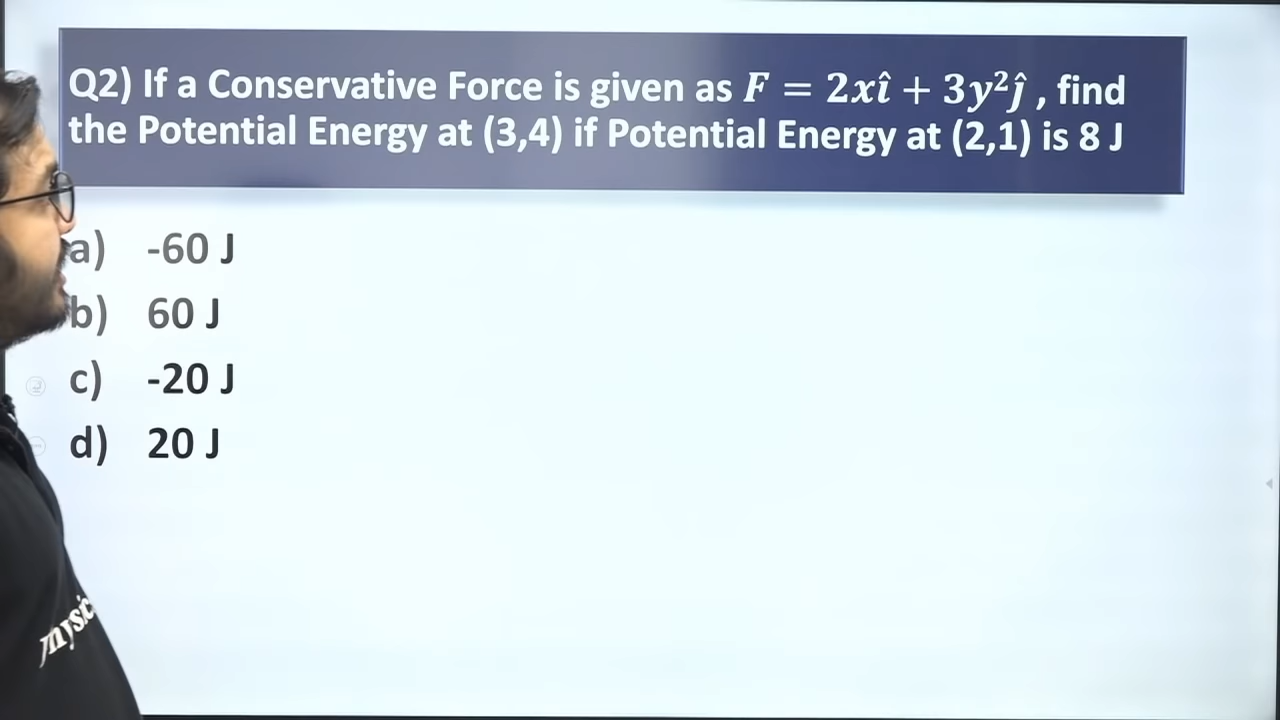 Q2) If a Conservative Force is given as F = 2xî + 3y²ĵ , find
the Potential Energy at (3,4) if Potential Energy at (2,1) is 8 J
a) -60 J
b) 60 J
c) -20 J
d) 20 J